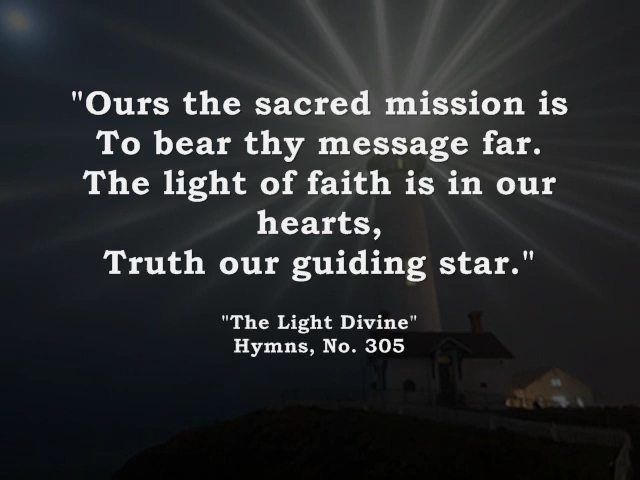 "Ours the sacred mission is
To bear thy message far.
The light of faith is in our
hearts,
Truth our guiding star."
"The Light Divine"
Hymns, No. 305